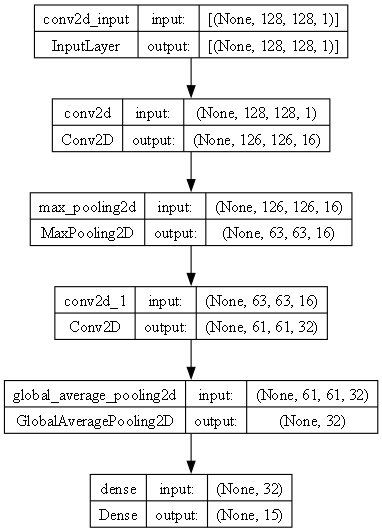 conv2d_input input: [(None, 128, 128, 1)]
InputLayer output: [(None, 128, 128, 1)]
conv2d input: (None, 128, 128, 1)
Conv2D output: (None, 126, 126, 16)
max_pooling2d input: (None, 126, 126, 16)
MaxPooling2D output: (None, 63, 63, 16)
conv2d_1 input: (None, 63, 63, 16)
Conv2D output: (None, 61, 61, 32)
global_average_pooling2d input: (None, 61, 61, 32)
GlobalAveragePooling2D output: (None, 32)
dense input: (None, 32)
Dense output: (None, 15)